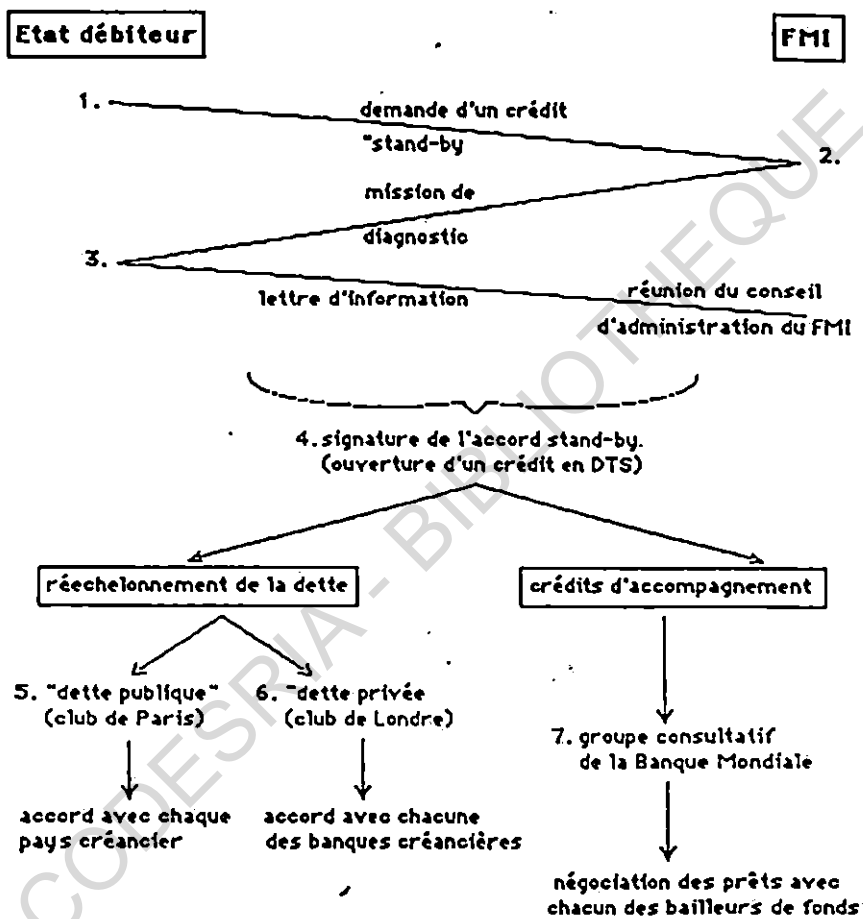 Etat débiteur
FMI
1.
demande d'un crédit
"stand-by
2.
mission de
diagnostic
3.
lettre d'information
réunion du conseil
d'administration du FMI
4. signature de l'accord stand-by.
(ouverture d'un crédit en DTS)
réechelonnement de la dette
crédits d'accompagnement
5. "dette publique"
(club de Paris)
6. "dette privée
(club de Londre)
7. groupe consultatif
de la Banque Mondiale
accord avec chaque
pays créancier
accord avec chacune
des banques créancières
négociation des prêts avec
chacun des bailleurs de fonds
CODESRIA - BIBLIOTHEQUE